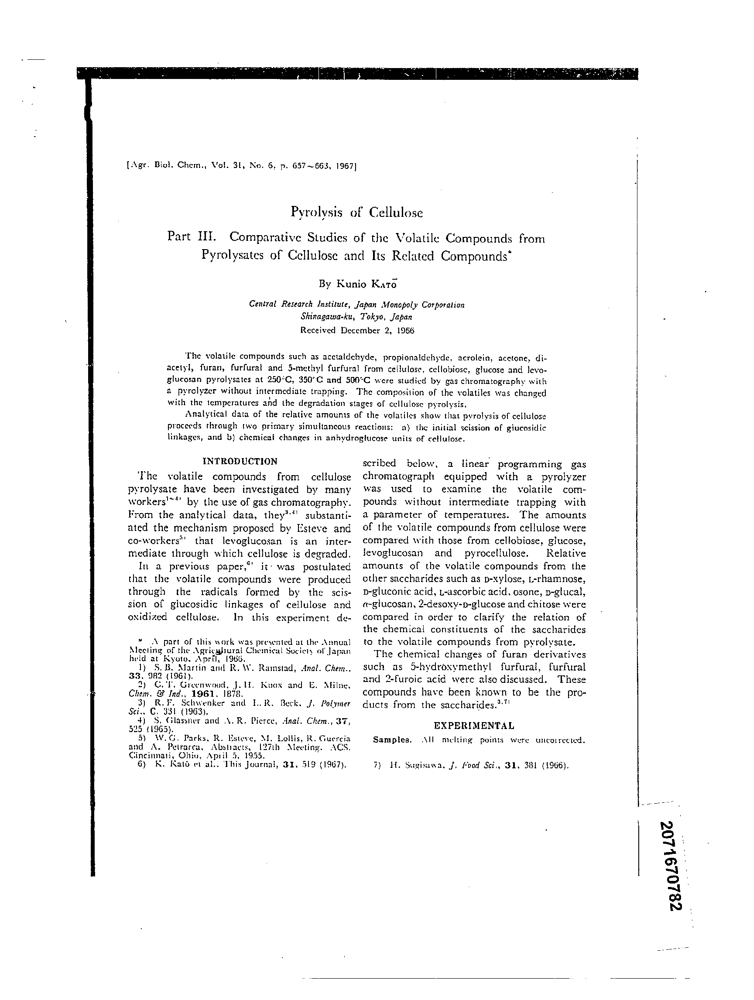 [Agr. Biol. Chem., Vol. 31, No. 6, p. 657~663, 1967]
Pyrolysis of Cellulose
Part III. Comparative Studies of the Volatile Compounds from
Pyrolysates of Cellulose and Its Related Compounds*
By Kunio KATŌ
Central Research Institute, Japan Monopoly Corporation
Shinagawa-ku, Tokyo, Japan
Received December 2, 1966
The volatile compounds such as acetaldehyde, propionaldehyde, acrolein, acetone, di-
acetyl, furan, furfural and 5-methyl furfural from cellulose, cellobiose, glucose and levo-
glucosan pyrolysates at 250°C, 350°C and 500°C were studied by gas chromatography with
a pyrolyzer without intermediate trapping. The composition of the volatiles was changed
with the temperatures and the degradation stages of cellulose pyrolysis.
Analytical data of the relative amounts of the volatiles show that pyrolysis of cellulose
proceeds through two primary simultaneous reactions: a) the initial scission of glucosidic
linkages, and b) chemical changes in anhydroglucose units of cellulose.
INTRODUCTION
The volatile compounds from cellulose
pyrolysate have been investigated by many
workers1~4) by the use of gas chromatography.
From the analytical data, they3,4) substanti-
ated the mechanism proposed by Esteve and
co-workers5) that levoglucosan is an inter-
mediate through which cellulose is degraded.
In a previous paper,6) it was postulated
that the volatile compounds were produced
through the radicals formed by the scis-
sion of glucosidic linkages of cellulose and
oxidized cellulose. In this experiment de-
* A part of this work was presented at the Annual
Meeting of the Agricultural Chemical Society of Japan
held at Kyoto, April, 1966.
1) S. B. Martin and R. W. Ramstad, Anal. Chem.,
33, 982 (1961).
2) C. T. Greenwood, J. H. Knox and E. Milne,
Chem. & Ind., 1961, 1878.
3) R. F. Schwenker and L. R. Beck, J. Polymer
Sci., C, 331 (1963).
4) S. Glassner and A. R. Pierce, Anal. Chem., 37,
525 (1965).
5) W. G. Parks, R. Esteve, M. Lollis, R. Guercia
and A. Petrarca, Abstracts, 127th Meeting, ACS,
Cincinnati, Ohio, April 5, 1955.
6) K. Katō et al., This Journal, 31, 519 (1967).
scribed below, a linear programming gas
chromatograph equipped with a pyrolyzer
was used to examine the volatile com-
pounds without intermediate trapping with
a parameter of temperatures. The amounts
of the volatile compounds from cellulose were
compared with those from cellobiose, glucose,
levoglucosan and pyrocellulose. Relative
amounts of the volatile compounds from the
other saccharides such as D-xylose, L-rhamnose,
D-gluconic acid, L-ascorbic acid, osone, D-glucal,
α-glucosan, 2-desoxy-D-glucose and chitose were
compared in order to clarify the relation of
the chemical constituents of the saccharides
to the volatile compounds from pyrolysate.
The chemical changes of furan derivatives
such as 5-hydroxymethyl furfural, furfural
and 2-furoic acid were also discussed. These
compounds have been known to be the pro-
ducts from the saccharides.2,7)
EXPERIMENTAL
Samples. All melting points were uncorrected.
7) H. Sugisawa, J. Food Sci., 31, 381 (1966).
2071670782